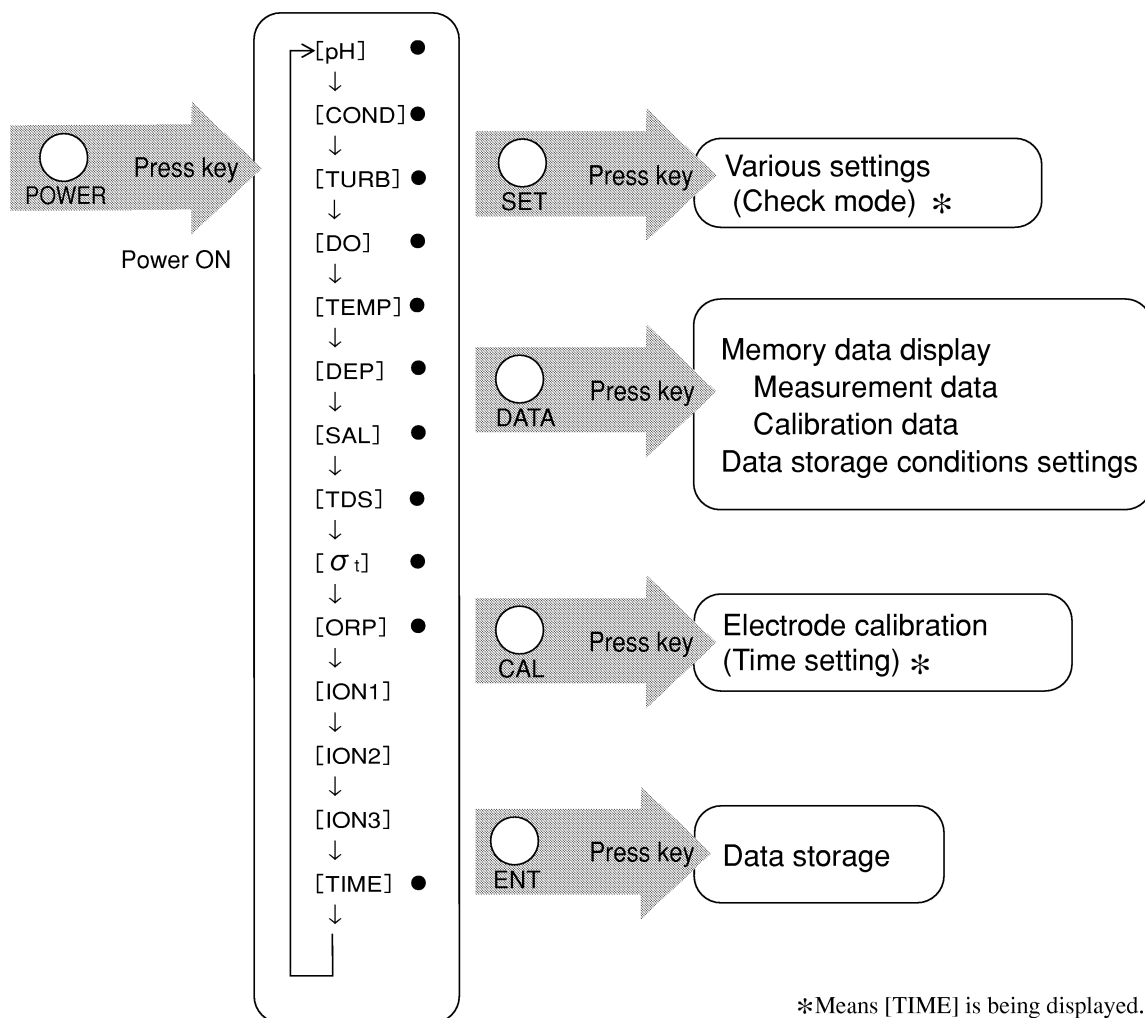 POWER
Press key
Power ON
[pH] ●
↓
[COND] ●
↓
[TURB] ●
↓
[DO] ●
↓
[TEMP] ●
↓
[DEP] ●
↓
[SAL] ●
↓
[TDS] ●
↓
[σt] ●
↓
[ORP] ●
↓
[ION1]
↓
[ION2]
↓
[ION3]
↓
[TIME] ●
↓
SET
Press key
Various settings
(Check mode) *
DATA
Press key
Memory data display
Measurement data
Calibration data
Data storage conditions settings
CAL
Press key
Electrode calibration
(Time setting) *
ENT
Press key
Data storage
*Means [TIME] is being displayed.